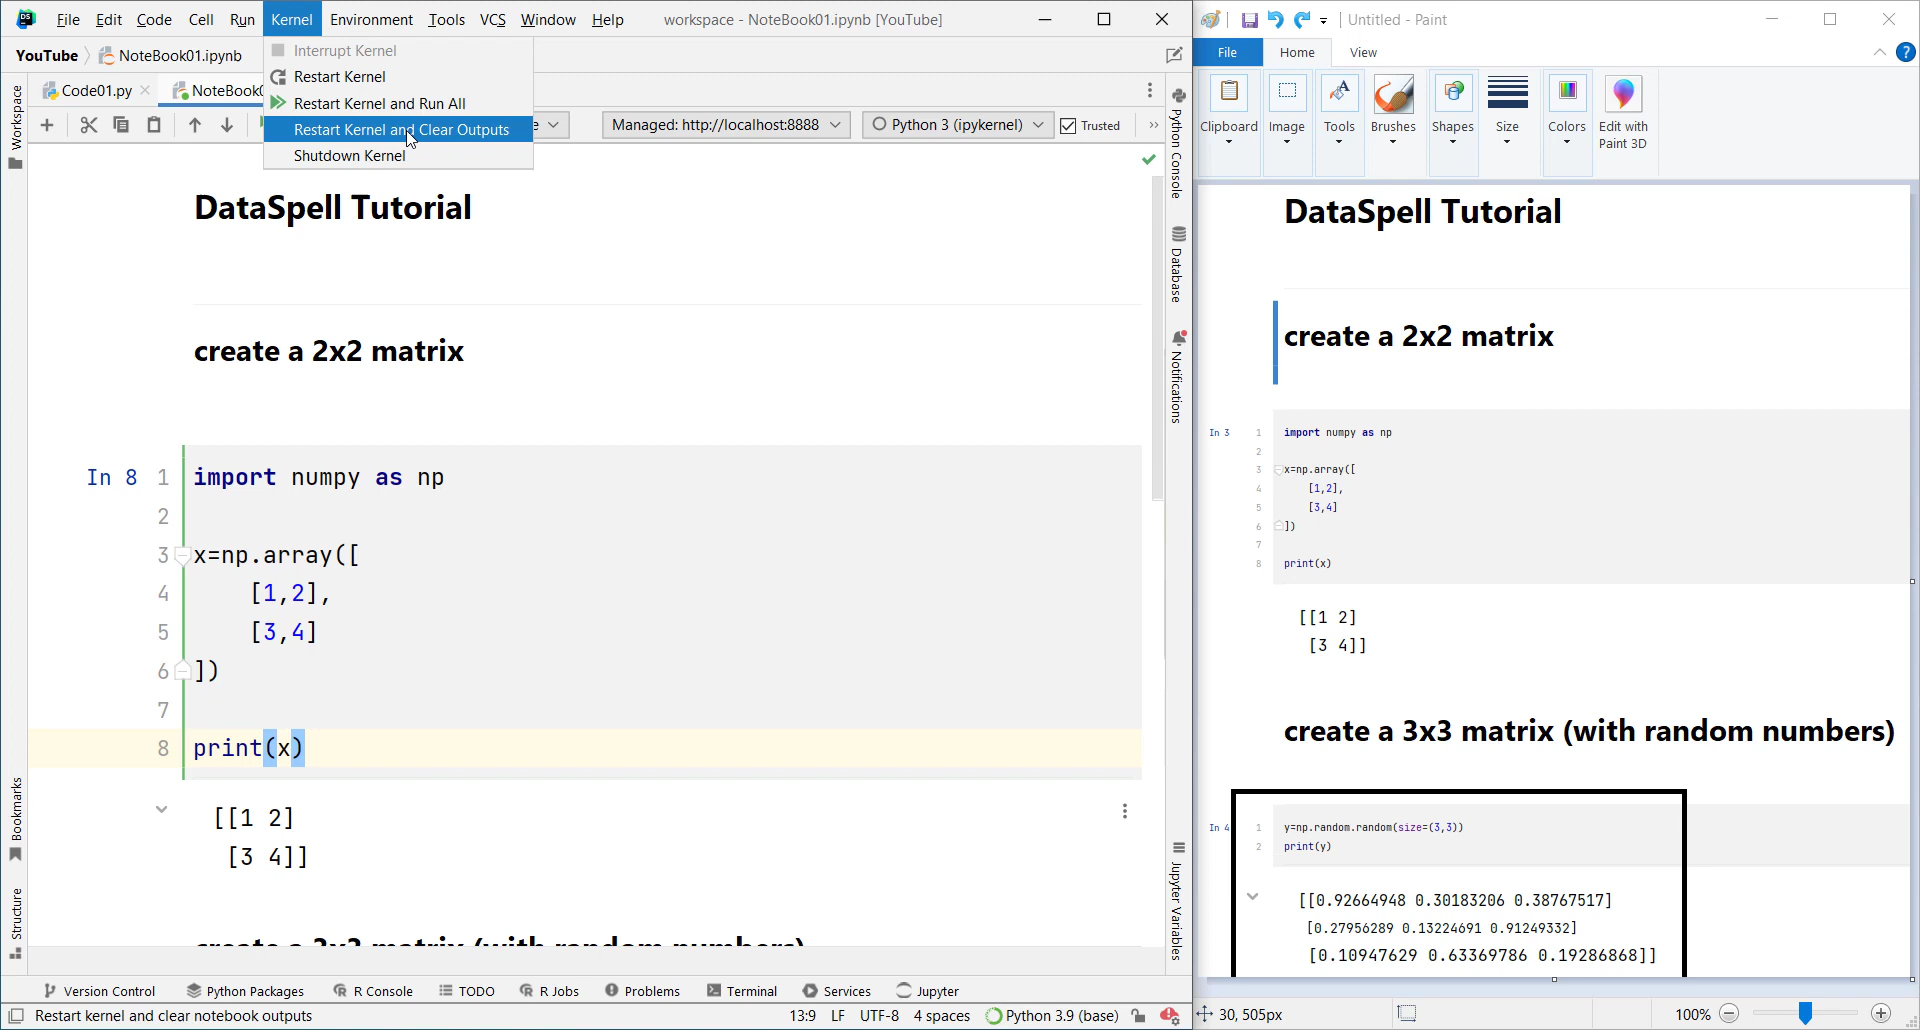 File Edit Code Cell Run Kernel Environment Tools VCS Window Help workspace - NoteBook01.ipynb [YouTube]
YouTube NoteBook01.ipynb
Code01.py NoteBook
Interrupt Kernel
Restart Kernel
Restart Kernel and Run All
Restart Kernel and Clear Outputs
Shutdown Kernel
e
Managed: http://localhost:8888 Python 3 (ipykernel) Trusted
Workspace
Bookmarks
Structure
DataSpell Tutorial
create a 2x2 matrix
In 8
1 import numpy as np
2
3 x=np.array([
4 [1,2],
5 [3,4]
6 ])
7
8 print(x)
[[1 2]
[3 4]]
create a 3x3 matrix (with random numbers)
Python Console
Database
Notifications
Jupyter Variables
Version Control Python Packages R Console TODO R Jobs Problems Terminal Services Jupyter
Restart kernel and clear notebook outputs 13:9 LF UTF-8 4 spaces Python 3.9 (base)
Untitled - Paint
File Home View
Clipboard Image Tools Brushes Shapes Size Colors Edit with
Paint 3D
DataSpell Tutorial
create a 2x2 matrix
In 3
1 import numpy as np
2
3 x=np.array([
4 [1,2],
5 [3,4]
6 ])
7
8 print(x)
[[1 2]
[3 4]]
create a 3x3 matrix (with random numbers)
In 4
1 y=np.random.random(size=(3,3))
2 print(y)
[[0.92664948 0.30183206 0.38767517]
[0.27956289 0.13224691 0.91249332]
[0.10947629 0.63369786 0.19286868]]
30, 505px 100%